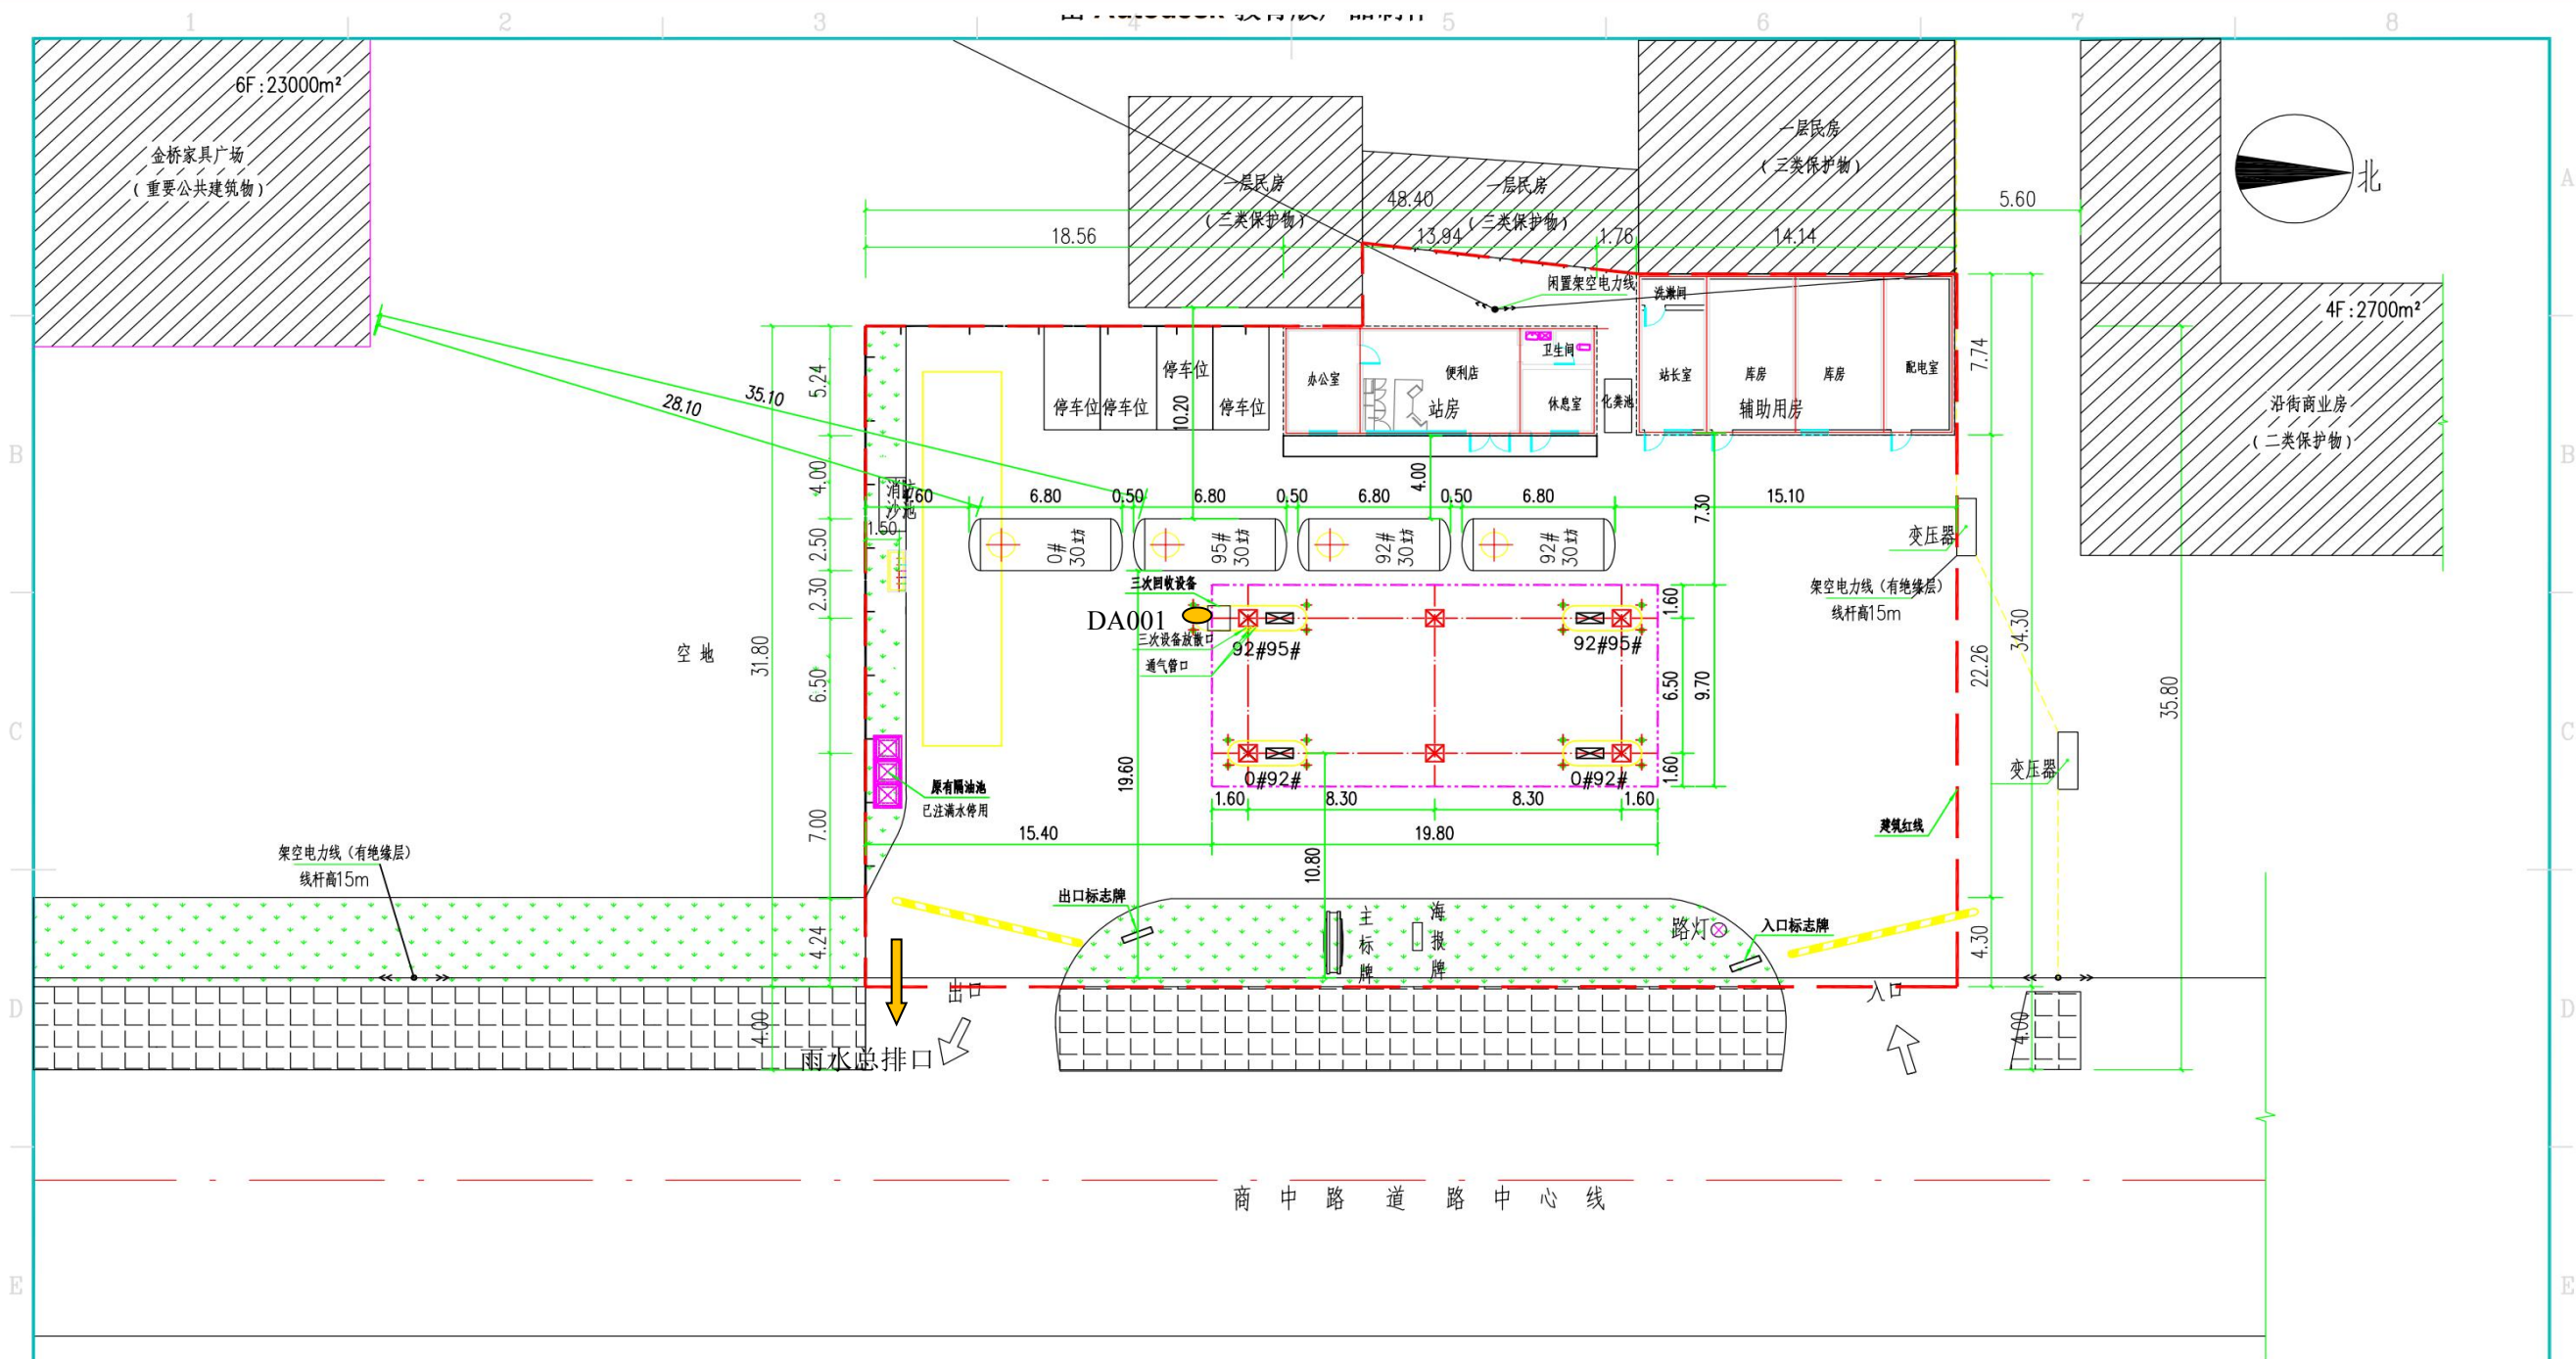 1
2
3
4
5
6
7
8
6F:23000m²
金桥家具广场
(重要公共建筑物)
一层民房
(三类保护物)
一层民房
(三类保护物)
一层民房
(三类保护物)
北
A
A
48.40
5.60
18.56
13.94
1.76
14.14
闲置架空电力线
洗漱间
4F:2700m²
沿街商业房
(二类保护物)
35.10
28.10
5.24
停车位
停车位
停车位
停车位
10.20
办公室
便利店
站房
卫生间
休息室
化粪池
站长室
库房
库房
配电室
辅助用房
7.74
B
B
4.00
消防
沙池
1.50
6.80
0.50
6.80
0.50
6.80
0.50
6.80
15.10
4.00
7.30
2.50
0#
95#
92#
92#
变压器
架空电力线(有绝缘层)
线杆高15m
2.30
三次回收设备
DA001
三次设备放散口
通气管口
92#95#
92#95#
1.60
6.50
9.70
1.60
34.30
22.26
35.80
空 地
31.80
6.50
C
C
原有隔油池
已注满水停用
0#92#
0#92#
变压器
1.60
8.30
8.30
1.60
15.40
19.80
19.60
10.80
建筑红线
7.00
架空电力线(有绝缘层)
线杆高15m
出口标志牌
主标牌
海报牌
路灯
入口标志牌
4.24
4.30
D
D
出口
入口
4.00
4.00
雨水总排口
商 中 路 道 路 中 心 线
E
E